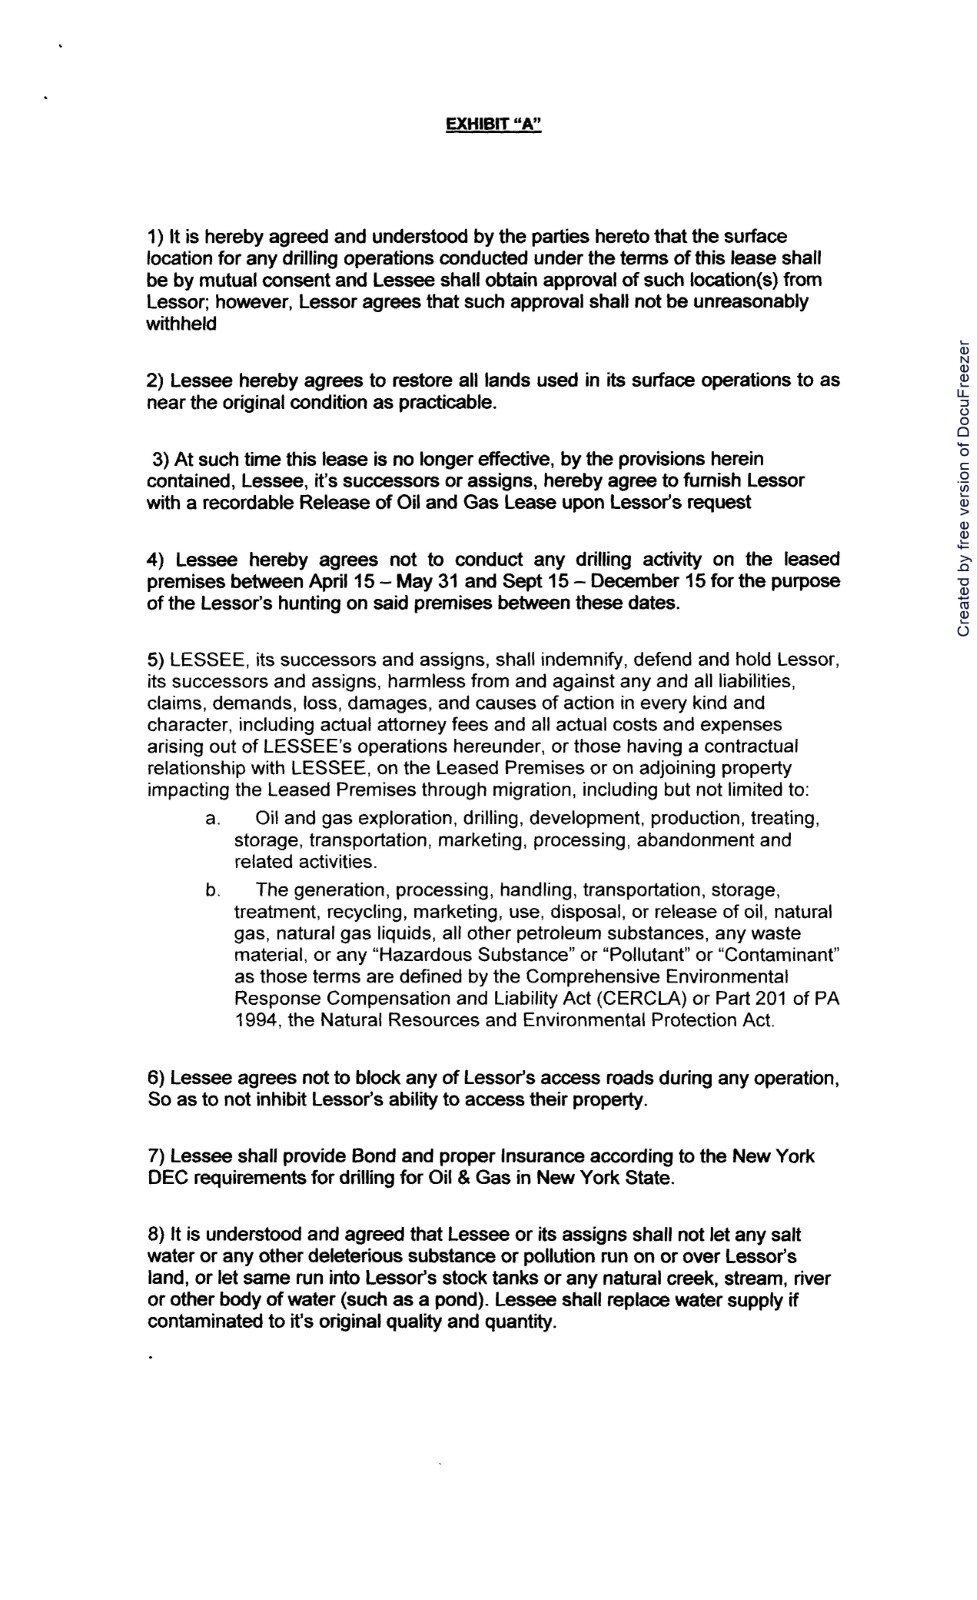 EXHIBIT “A”
1) It is hereby agreed and understood by the parties hereto that the surface
location for any drilling operations conducted under the terms of this lease shall
be by mutual consent and Lessee shall obtain approval of such location(s) from
Lessor; however, Lessor agrees that such approval shall not be unreasonably
withheld
2) Lessee hereby agrees to restore all lands used in its surface operations to as
near the original condition as practicable.
3) At such time this lease is no longer effective, by the provisions herein
contained, Lessee, it's successors or assigns, hereby agree to furnish Lessor
with a recordable Release of Oil and Gas Lease upon Lessor's request
4) Lessee hereby agrees not to conduct any drilling activity on the leased
premises between April 15 – May 31 and Sept 15 – December 15 for the purpose
of the Lessor's hunting on said premises between these dates.
5) LESSEE, its successors and assigns, shall indemnify, defend and hold Lessor,
its successors and assigns, harmless from and against any and all liabilities,
claims, demands, loss, damages, and causes of action in every kind and
character, including actual attorney fees and all actual costs and expenses
arising out of LESSEE's operations hereunder, or those having a contractual
relationship with LESSEE, on the Leased Premises or on adjoining property
impacting the Leased Premises through migration, including but not limited to:
a. Oil and gas exploration, drilling, development, production, treating,
storage, transportation, marketing, processing, abandonment and
related activities.
b. The generation, processing, handling, transportation, storage,
treatment, recycling, marketing, use, disposal, or release of oil, natural
gas, natural gas liquids, all other petroleum substances, any waste
material, or any “Hazardous Substance” or “Pollutant” or “Contaminant”
as those terms are defined by the Comprehensive Environmental
Response Compensation and Liability Act (CERCLA) or Part 201 of PA
1994, the Natural Resources and Environmental Protection Act.
6) Lessee agrees not to block any of Lessor's access roads during any operation,
So as to not inhibit Lessor's ability to access their property.
7) Lessee shall provide Bond and proper Insurance according to the New York
DEC requirements for drilling for Oil & Gas in New York State.
8) It is understood and agreed that Lessee or its assigns shall not let any salt
water or any other deleterious substance or pollution run on or over Lessor's
land, or let same run into Lessor's stock tanks or any natural creek, stream, river
or other body of water (such as a pond). Lessee shall replace water supply if
contaminated to it's original quality and quantity.
Created by free version of DocuFreezer